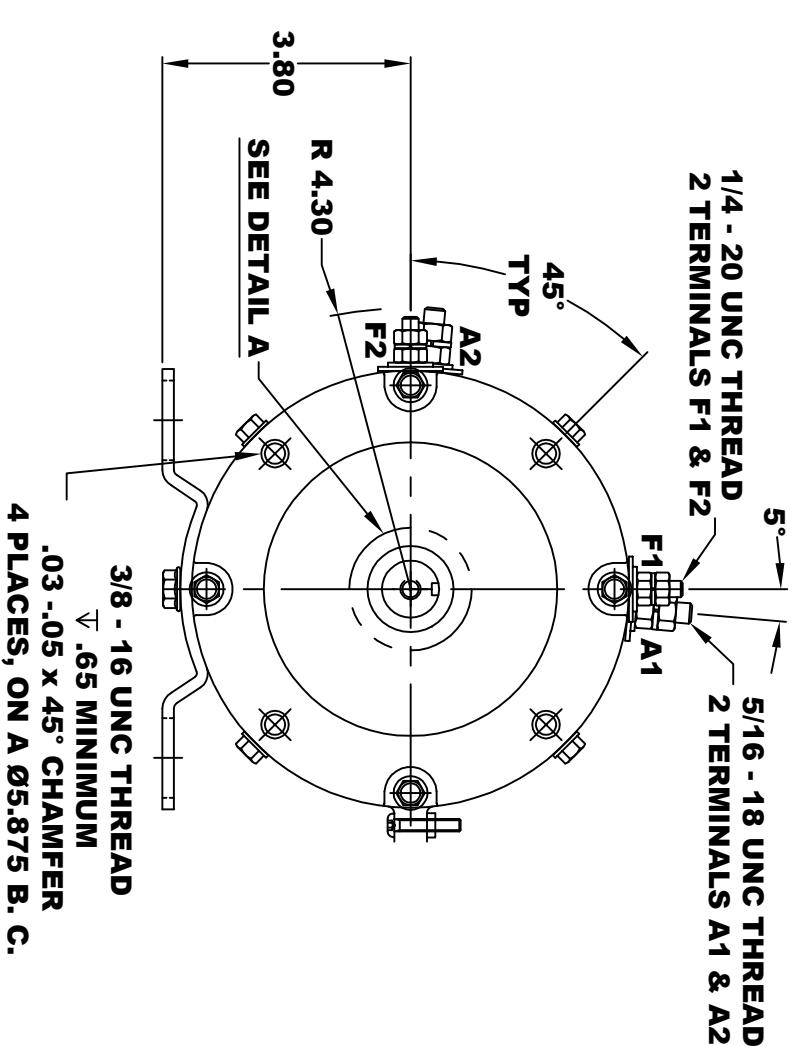 1/4 - 20 UNC THREAD
2 TERMINALS F1 & F2
5°
5/16 - 18 UNC THREAD
2 TERMINALS A1 & A2
45°
TYP
F1
A1
A2
F2
3.80
R 4.30
SEE DETAIL A
3/8 - 16 UNC THREAD
↧ .65 MINIMUM
.03 -.05 x 45° CHAMFER
4 PLACES, ON A Ø5.875 B. C.